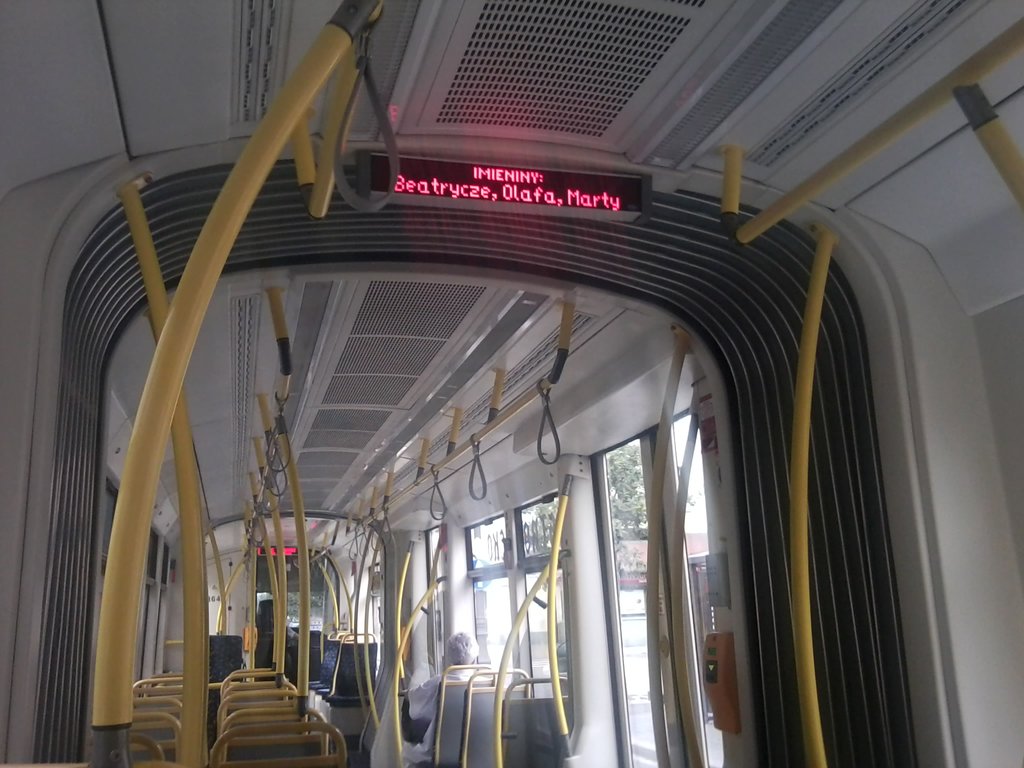 IMIENINY:
Beatrycze, Olafa, Marty